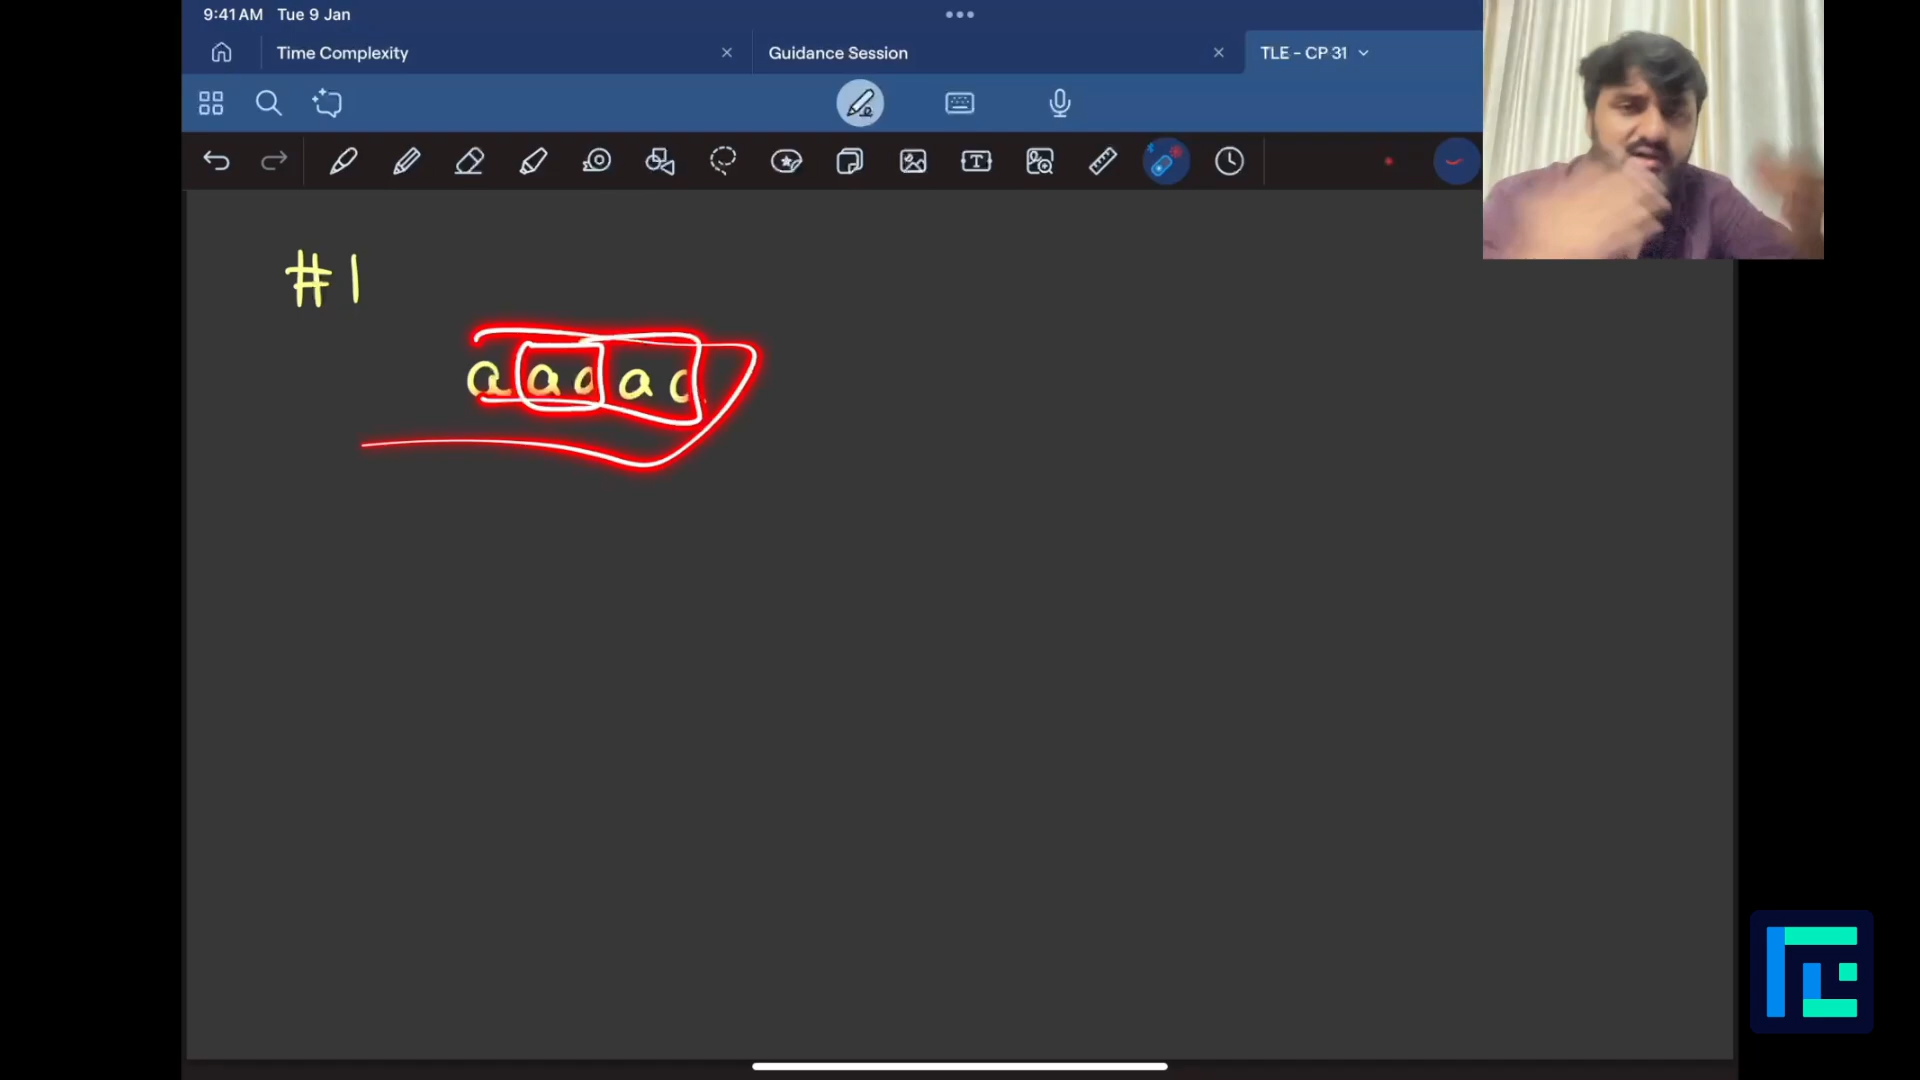 9:41 AM Tue 9 Jan
Time Complexity
Guidance Session
TLE - CP 31
#1
a a a a a